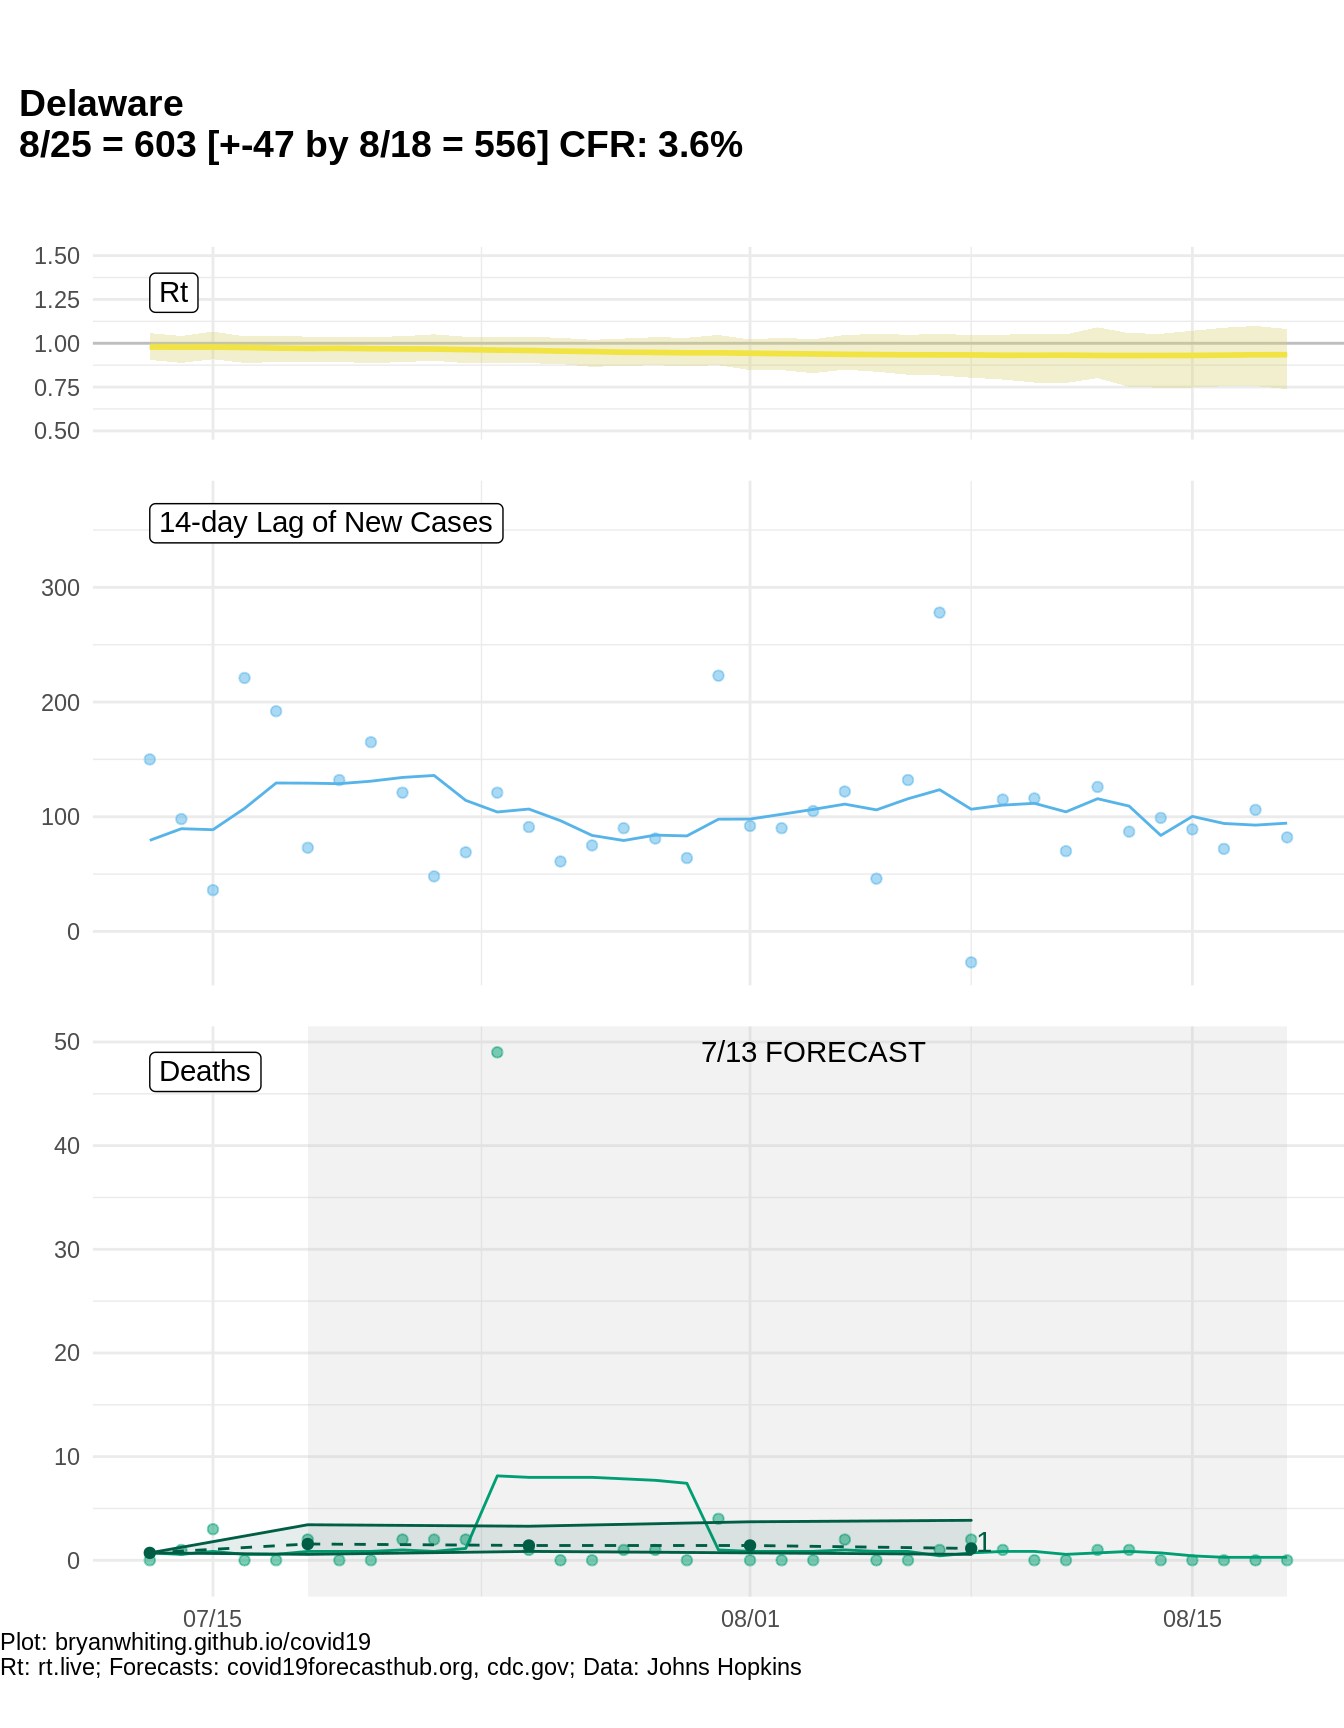 Delaware
8/25 = 603 [+-47 by 8/18 = 556] CFR: 3.6%
1.50
Rt
1.25
1.00
0.75
0.50
14-day Lag of New Cases
300
200
100
0
50
7/13 FORECAST
Deaths
40
30
20
10
1
0
07/15 08/01 08/15
Plot: bryanwhiting.github.io/covid19
Rt: rt.live; Forecasts: covid19forecasthub.org, cdc.gov; Data: Johns Hopkins